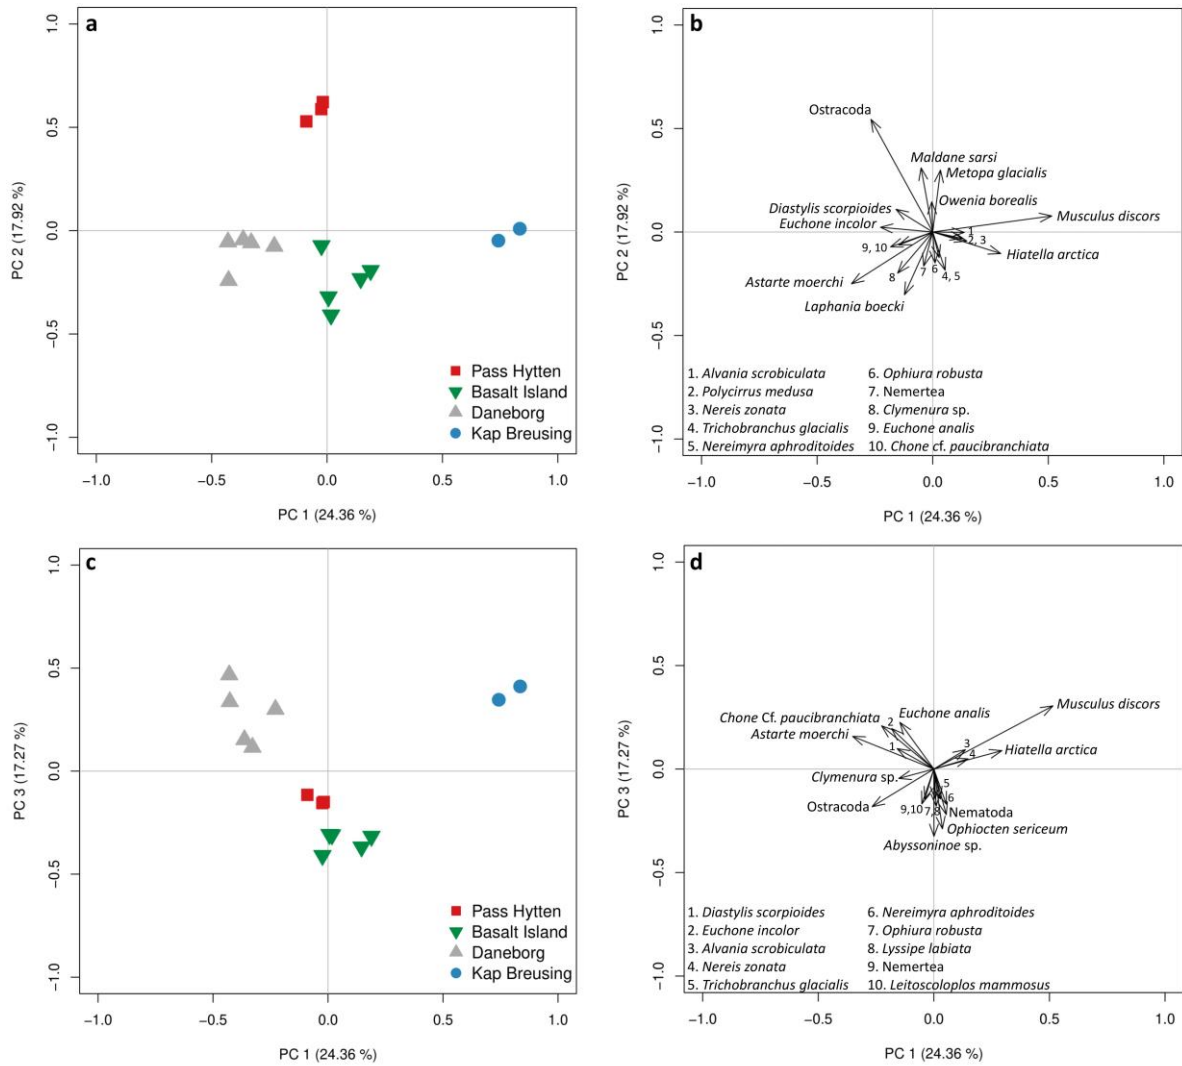 a
1.0
0.5
0.0
−0.5
−1.0
PC 2 (17.92 %)
Pass Hytten
Basalt Island
Daneborg
Kap Breusing
−1.0 −0.5 0.0 0.5 1.0
PC 1 (24.36 %)
b
1.0
0.5
0.0
−0.5
−1.0
PC 2 (17.92 %)
Ostracoda
Maldane sarsi
Metopa glacialis
Owenia borealis
Diastylis scorpioides
Musculus discors
Euchone incolor
1
2, 3
9, 10
Hiatella arctica
8
7
6
4, 5
Astarte moerchi
Laphania boecki
1. Alvania scrobiculata 6. Ophiura robusta
2 Polycirrus medusa 7. Nemertea
3. Nereis zonata 8 Clymenura sp.
4. Trichobranchus glacialis 9 Euchone analis
5. Nereimyra aphroditoides 10. Chone cf. paucibranchiata
−1.0 −0.5 0.0 0.5 1.0
PC 1 (24.36 %)
c
1.0
0.5
0.0
−0.5
−1.0
PC 3 (17.27 %)
Pass Hytten
Basalt Island
Daneborg
Kap Breusing
−1.0 −0.5 0.0 0.5 1.0
PC 1 (24.36 %)
d
1.0
0.5
0.0
−0.5
−1.0
PC 3 (17.27 %)
Musculus discors
Euchone analis
Chone Cf. paucibranchiata
2
Astarte moerchi
1
3
4
Hiatella arctica
Clymenura sp.
5
6
Ostracoda
9,10
7,8
Nematoda
Ophiocten sericeum
Abyssoninoe sp.
1. Diastylis scorpioides 6. Nereimyra aphroditoides
2. Euchone incolor 7. Ophiura robusta
3. Alvania scrobiculata 8. Lyssipe labiata
4. Nereis zonata 9. Nemertea
5. Trichobranchus glacialis 10. Leitoscoloplos mammosus
−1.0 −0.5 0.0 0.5 1.0
PC 1 (24.36 %)